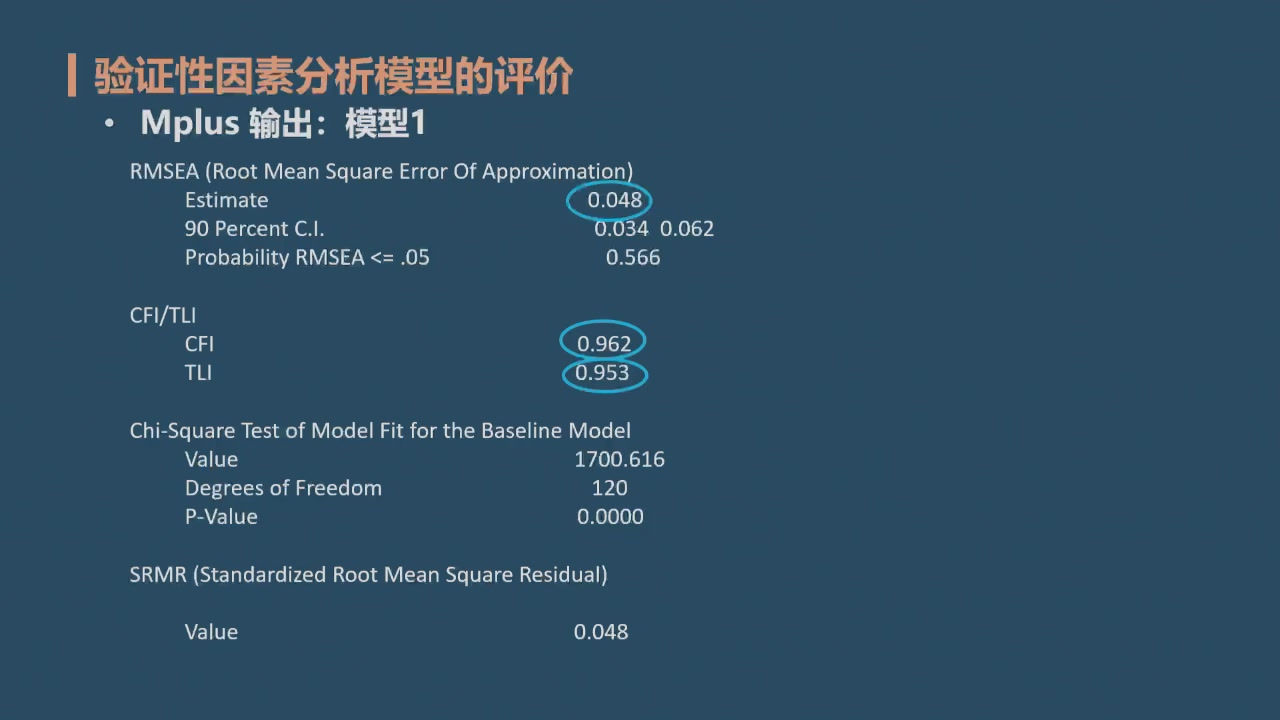 验证性因素分析模型的评价
• Mplus 输出：模型1
RMSEA (Root Mean Square Error Of Approximation)
Estimate 0.048
90 Percent C.I. 0.034 0.062
Probability RMSEA <= .05 0.566
CFI/TLI
CFI 0.962
TLI 0.953
Chi-Square Test of Model Fit for the Baseline Model
Value 1700.616
Degrees of Freedom 120
P-Value 0.0000
SRMR (Standardized Root Mean Square Residual)
Value 0.048